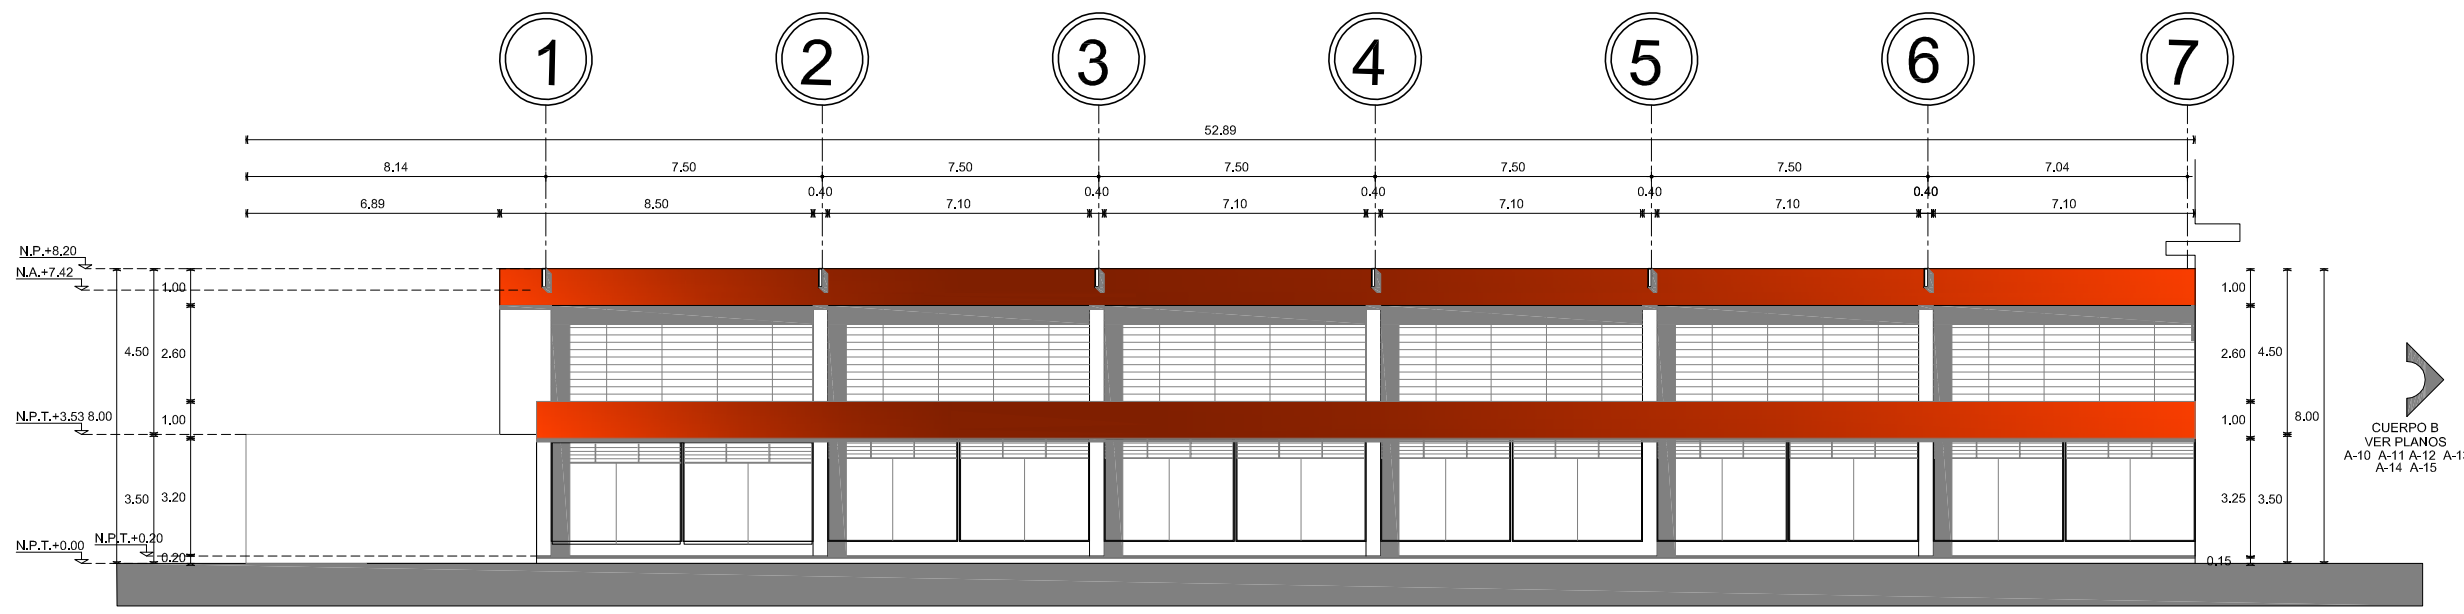 1 2 3 4 5 6 7
52.89
8.14 7.50 7.50 7.50 7.50 7.50 7.04
0.40 0.40 0.40 0.40 0.40
6.89 8.50 7.10 7.10 7.10 7.10 7.10
N.P.+8.20
N.A.+7.42
1.00 1.00
4.50 2.60 2.60 4.50
N.P.T.+3.53 8.00 1.00 1.00 8.00
CUERPO B
VER PLANOS
A-10 A-11 A-12 A-13
A-14 A-15
3.50 3.20 3.25 3.50
N.P.T.+0.00 N.P.T.+0.20
0.20 0.15